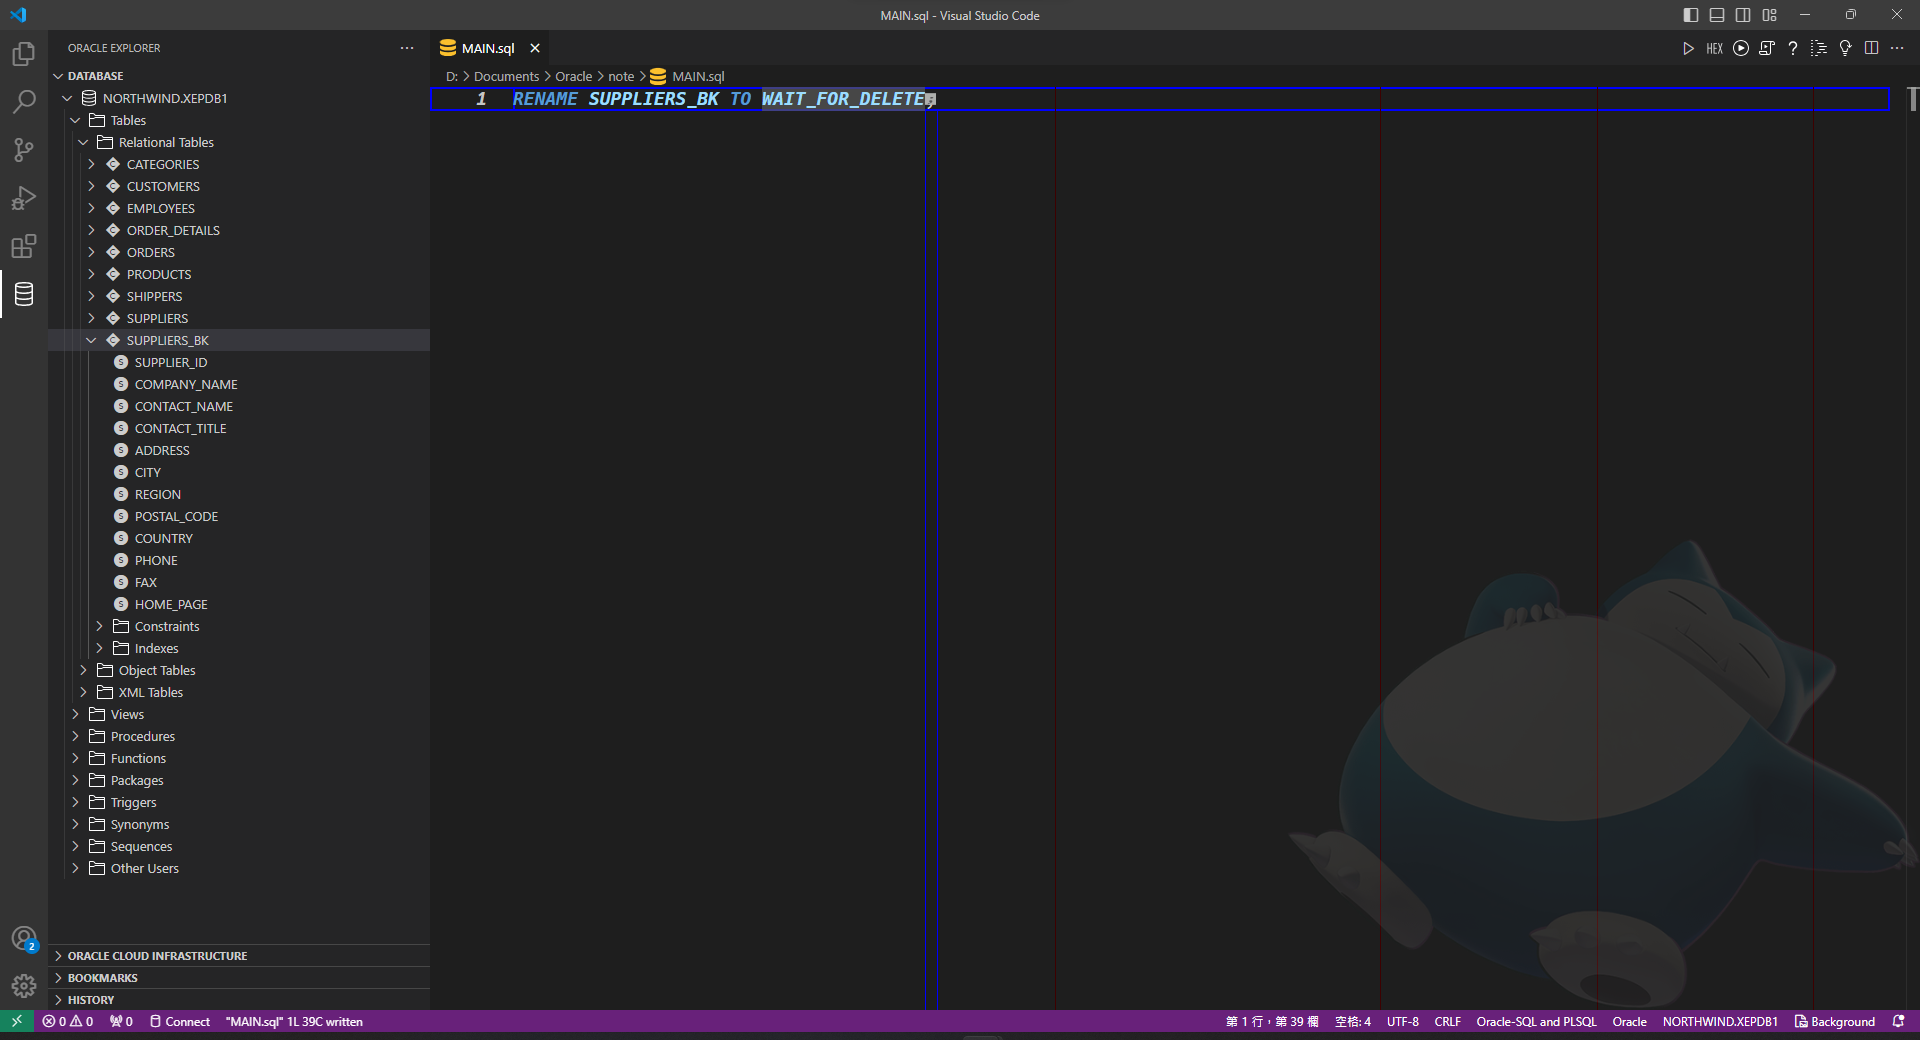 MAIN.sql - Visual Studio Code
ORACLE EXPLORER
MAIN.sql
HEX
D: > Documents > Oracle > note > MAIN.sql
1 RENAME SUPPLIERS_BK TO WAIT_FOR_DELETE;
DATABASE
NORTHWIND.XEPDB1
Tables
Relational Tables
CATEGORIES
CUSTOMERS
EMPLOYEES
ORDER_DETAILS
ORDERS
PRODUCTS
SHIPPERS
SUPPLIERS
SUPPLIERS_BK
SUPPLIER_ID
COMPANY_NAME
CONTACT_NAME
CONTACT_TITLE
ADDRESS
CITY
REGION
POSTAL_CODE
COUNTRY
PHONE
FAX
HOME_PAGE
Constraints
Indexes
Object Tables
XML Tables
Views
Procedures
Functions
Packages
Triggers
Synonyms
Sequences
Other Users
2
ORACLE CLOUD INFRASTRUCTURE
BOOKMARKS
HISTORY
0 0 0 Connect "MAIN.sql" 1L 39C written 第 1 行，第 39 欄 空格: 4 UTF-8 CRLF Oracle-SQL and PLSQL Oracle NORTHWIND.XEPDB1 Background